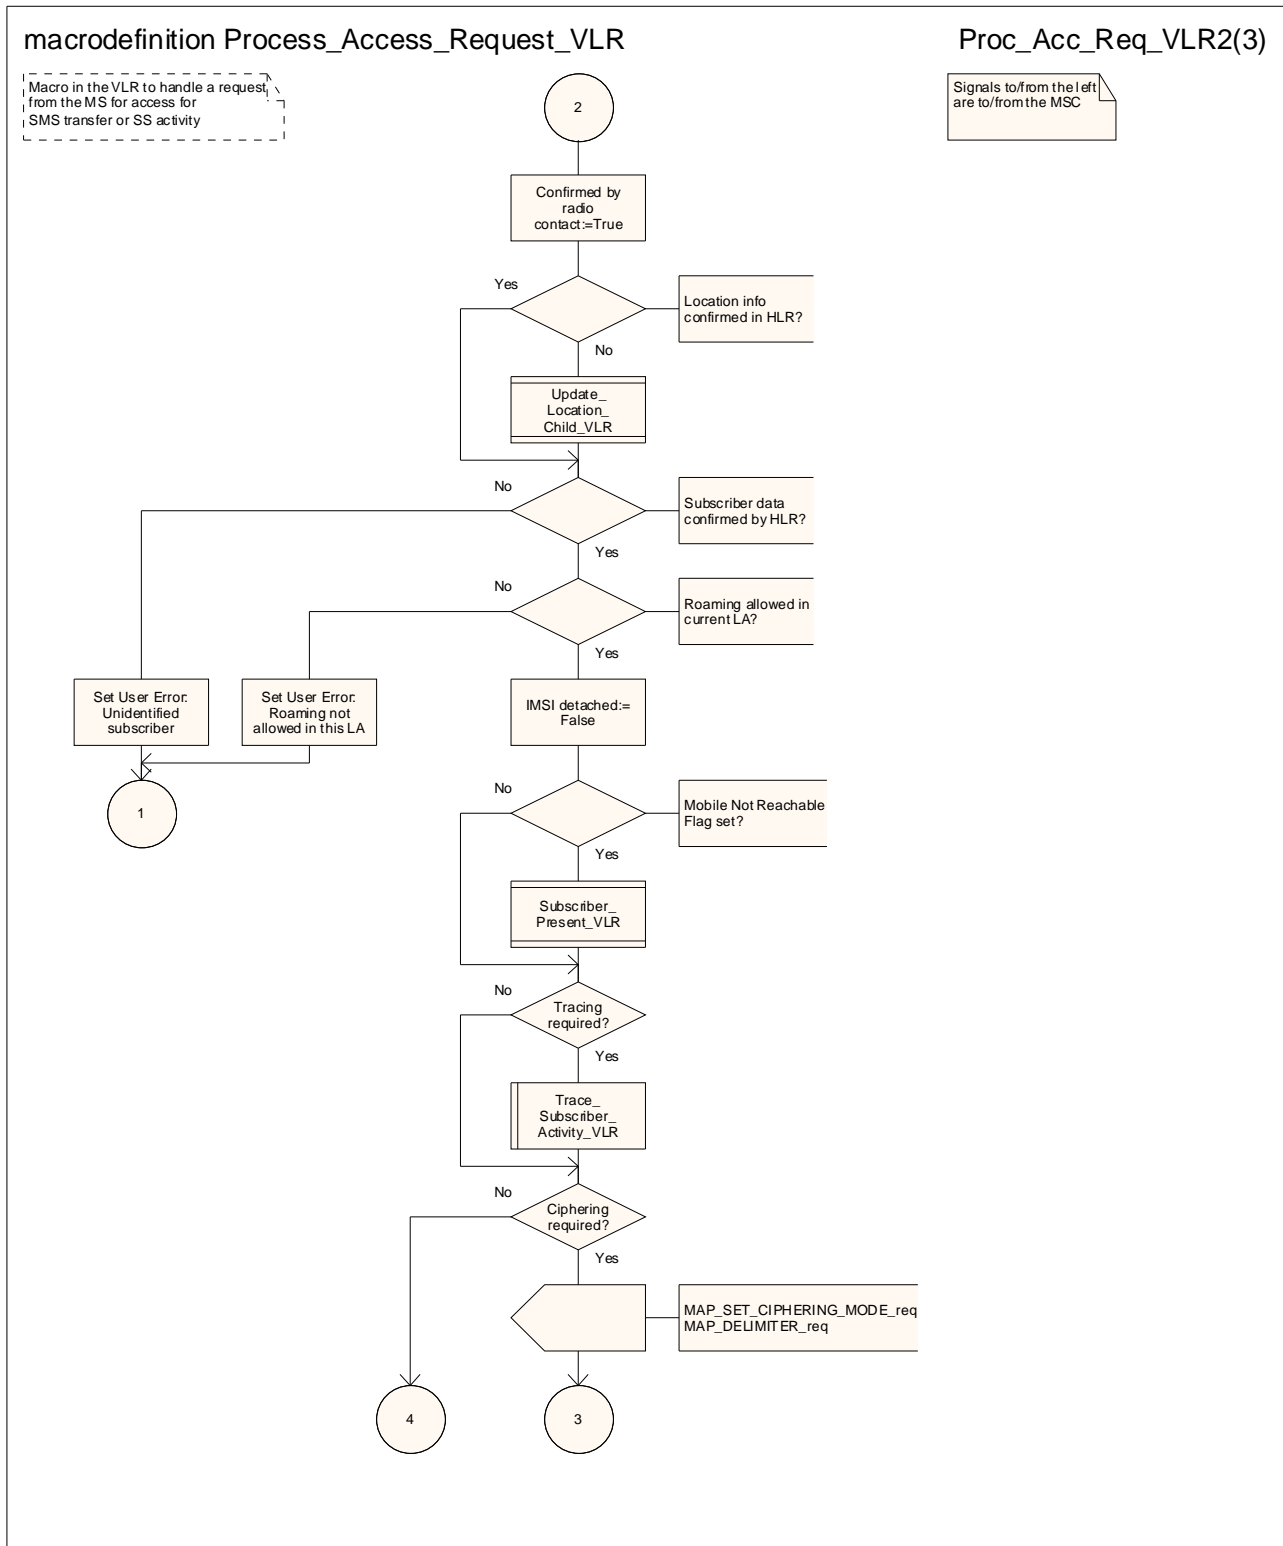 macrodefinition Process_Access_Request_VLR
Proc_Acc_Req_VLR2(3)
Macro in the VLR to handle a request
from the MS for access for
SMS transfer or SS activity
Signals to/from the left
are to/from the MSC
2
Confirmed by
radio
contact:=True
Yes
Location info
confirmed in HLR?
No
Update_
Location_
Child_VLR
No
Subscriber data
confirmed by HLR?
Yes
No
Roaming allowed in
current LA?
Yes
Set User Error:
Unidentified
subscriber
Set User Error:
Roaming not
allowed in this LA
IMSI detached:=
False
1
No
Mobile Not Reachable
Flag set?
Yes
Subscriber_
Present_VLR
No
Tracing
required?
Yes
Trace_
Subscriber_
Activity_VLR
No
Ciphering
required?
Yes
MAP_SET_CIPHERING_MODE_req
MAP_DELIMITER_req
4
3